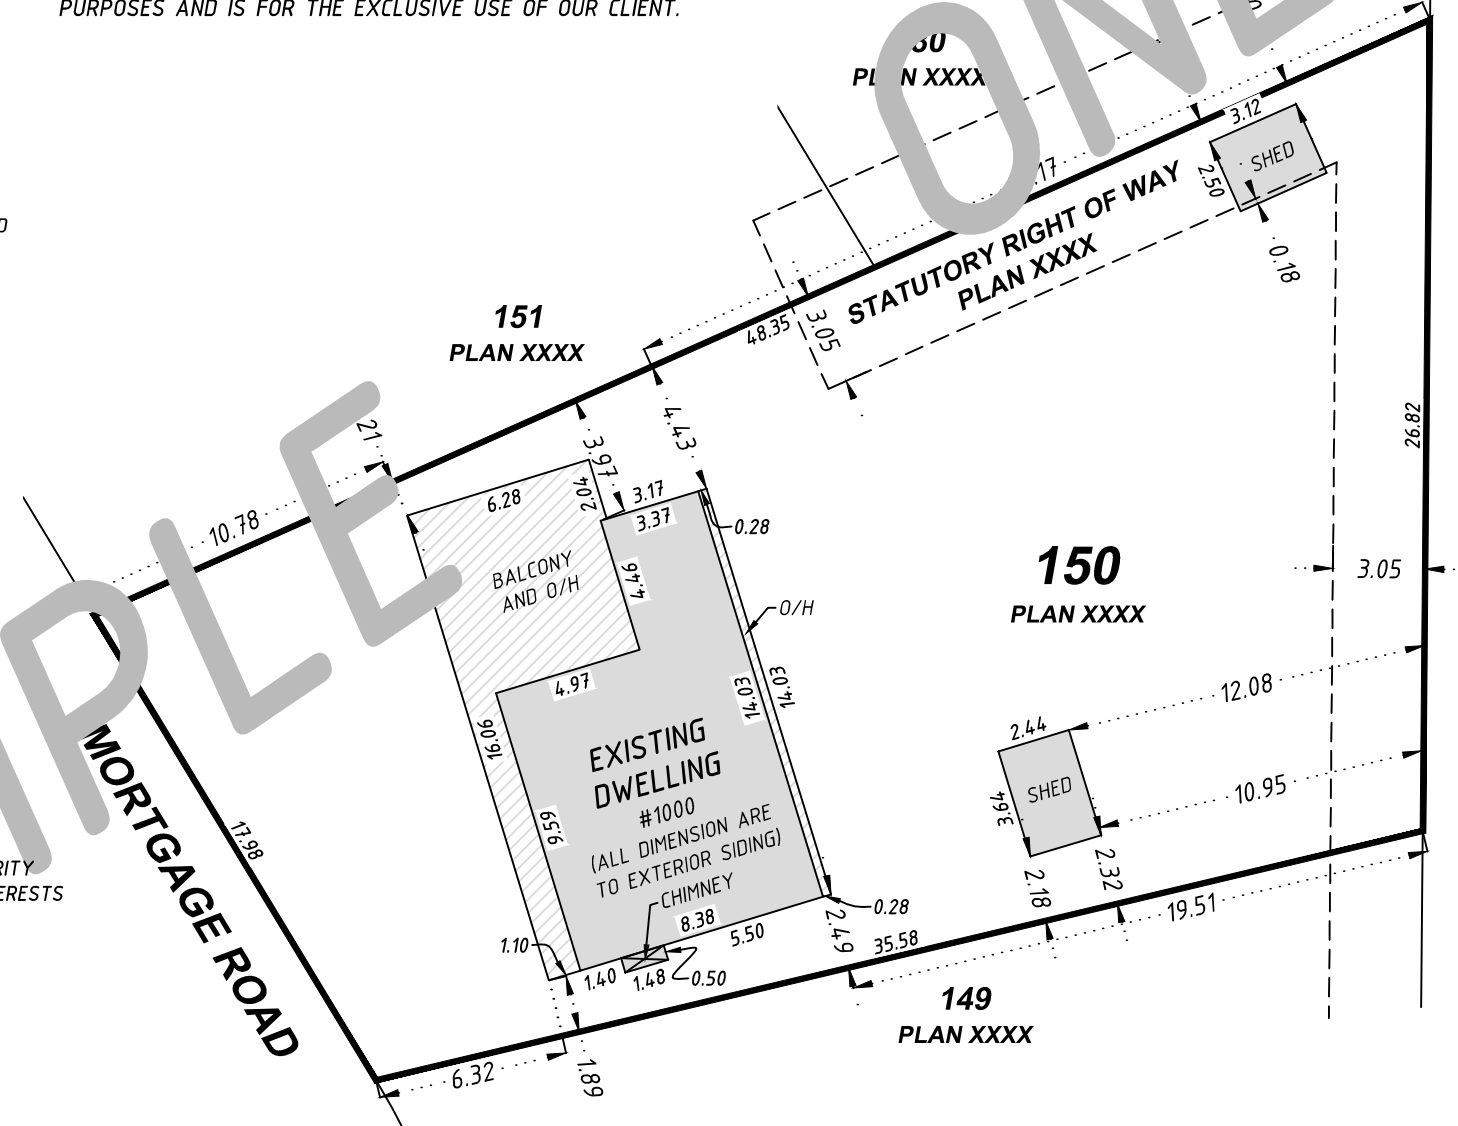 PURPOSES AND IS FOR THE EXCLUSIVE USE OF OUR CLIENT.
ONE
PLAN XXXX
3.12
SHED
2.50
0.18
.17
STATUTORY RIGHT OF WAY
PLAN XXXX
3.05
48.35
151
PLAN XXXX
21
10.78
3.97
4.43
6.28
2.04
3.17
3.37
0.28
BALCONY
AND O/H
4.46
O/H
26.82
150
PLAN XXXX
3.05
4.97
14.03
14.03
16.06
EXISTING
DWELLING
#1000
(ALL DIMENSION ARE
TO EXTERIOR SIDING)
CHIMNEY
9.59
12.08
2.44
SHED
3.64
10.95
2.18
2.32
19.51
MPLE
MORTGAGE ROAD
17.98
RITY
ERESTS
8.38
5.50
0.28
2.49
35.58
1.10
1.40
1.48
0.50
149
PLAN XXXX
6.32
1.89